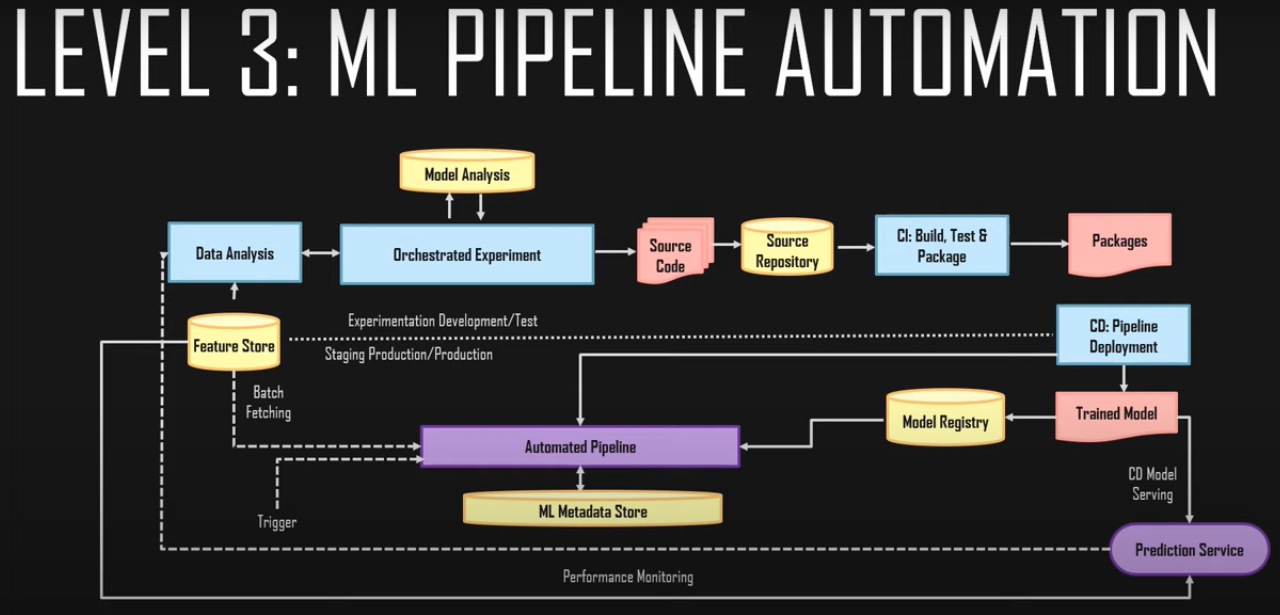 LEVEL 3: ML PIPELINE AUTOMATION
Model Analysis
Data Analysis
Orchestrated Experiment
Source
Code
Source
Repository
CI: Build, Test &
Package
Packages
Feature Store
Experimentation Development/Test
Staging Production/Production
CD: Pipeline
Deployment
Batch
Fetching
Automated Pipeline
Model Registry
Trained Model
CD Model
Serving
Trigger
ML Metadata Store
Prediction Service
Performance Monitoring